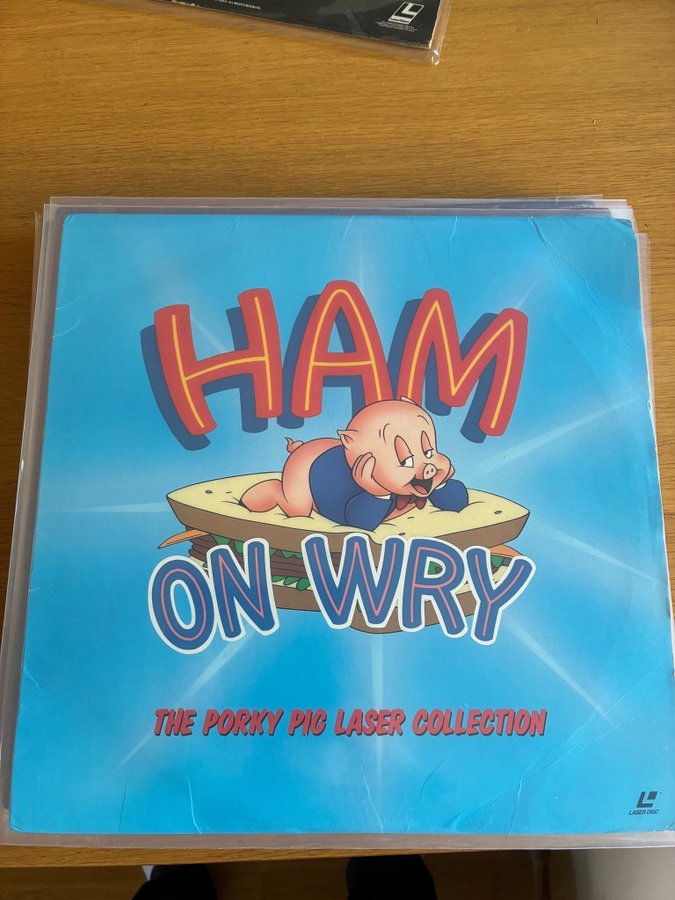 HAM
ON WRY
THE PORKY PIG LASER COLLECTION
LASER DISC